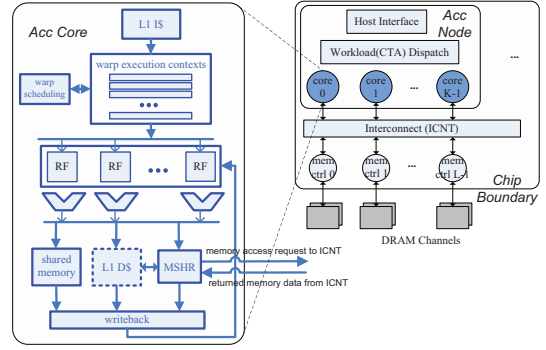 Acc Core
L1 I$
warp execution contexts
warp
scheduling
•••
RF
RF
•••
RF
shared
memory
L1 D$
MSHR
writeback
memory access request to ICNT
returned memory data from ICNT
Acc
Node
Host Interface
Workload(CTA) Dispatch
core
0
core
1
...
core
K-1
...
Interconnect (ICNT)
mem
ctrl 0
mem
ctrl 1
...
mem
ctrl L-1
Chip
Boundary
...
DRAM Channels